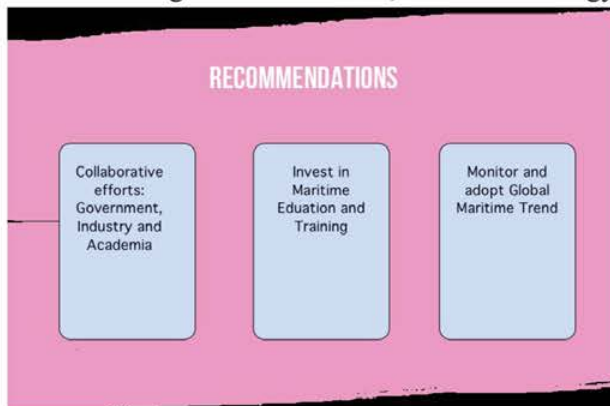 RECOMMENDATIONS
Collaborative
efforts:
Government,
Industry and
Academia
Invest in
Maritime
Eduation and
Training
Monitor and
adopt Global
Maritime Trend